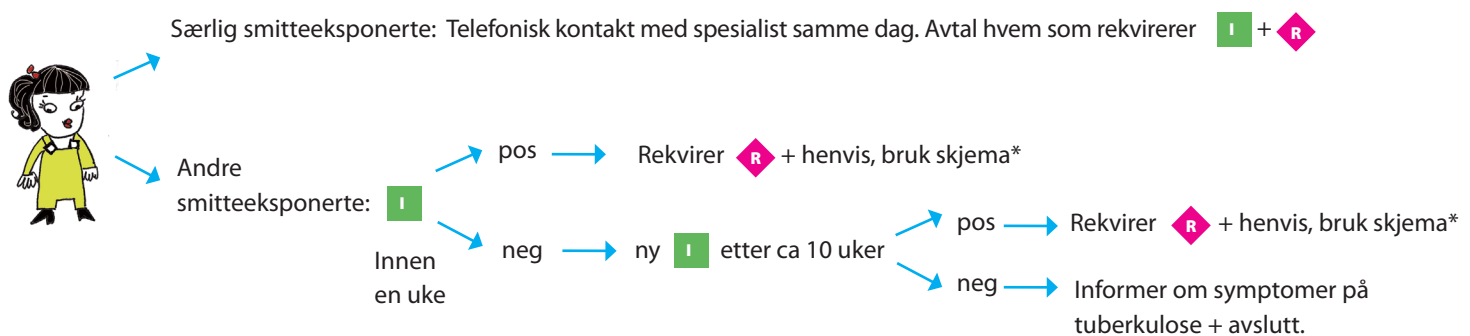 Særlig smitteeksponerte: Telefonisk kontakt med spesialist samme dag. Avtal hvem som rekvirerer I + R
Andre
smitteeksponerte: I
Innen
en uke
pos Rekvirer R + henvis, bruk skjema*
neg ny I etter ca 10 uker
pos Rekvirer R + henvis, bruk skjema*
neg Informer om symptomer på
tuberkulose + avslutt.